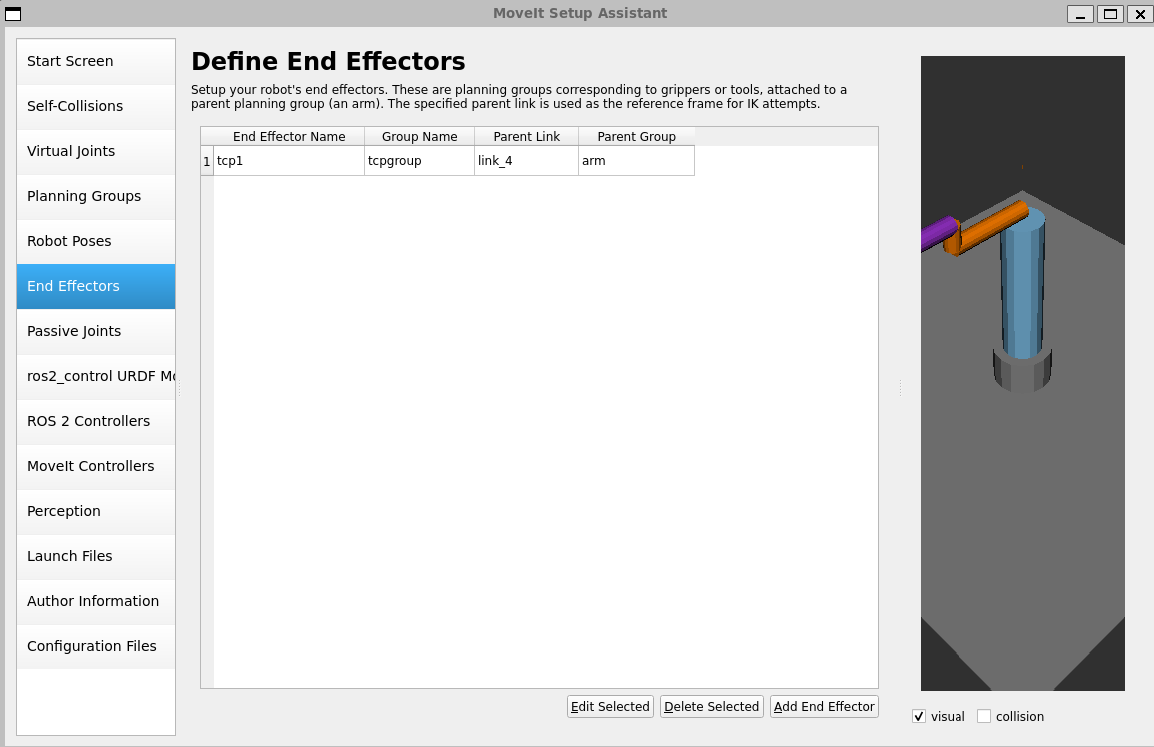 MoveIt Setup Assistant
Start Screen
Self-Collisions
Virtual Joints
Planning Groups
Robot Poses
End Effectors
Passive Joints
ros2_control URDF Mo
ROS 2 Controllers
MoveIt Controllers
Perception
Launch Files
Author Information
Configuration Files
Define End Effectors
Setup your robot's end effectors. These are planning groups corresponding to grippers or tools, attached to a
parent planning group (an arm). The specified parent link is used as the reference frame for IK attempts.
End Effector Name Group Name Parent Link Parent Group
1 tcp1 tcpgroup link_4 arm
Edit Selected Delete Selected Add End Effector
visual collision